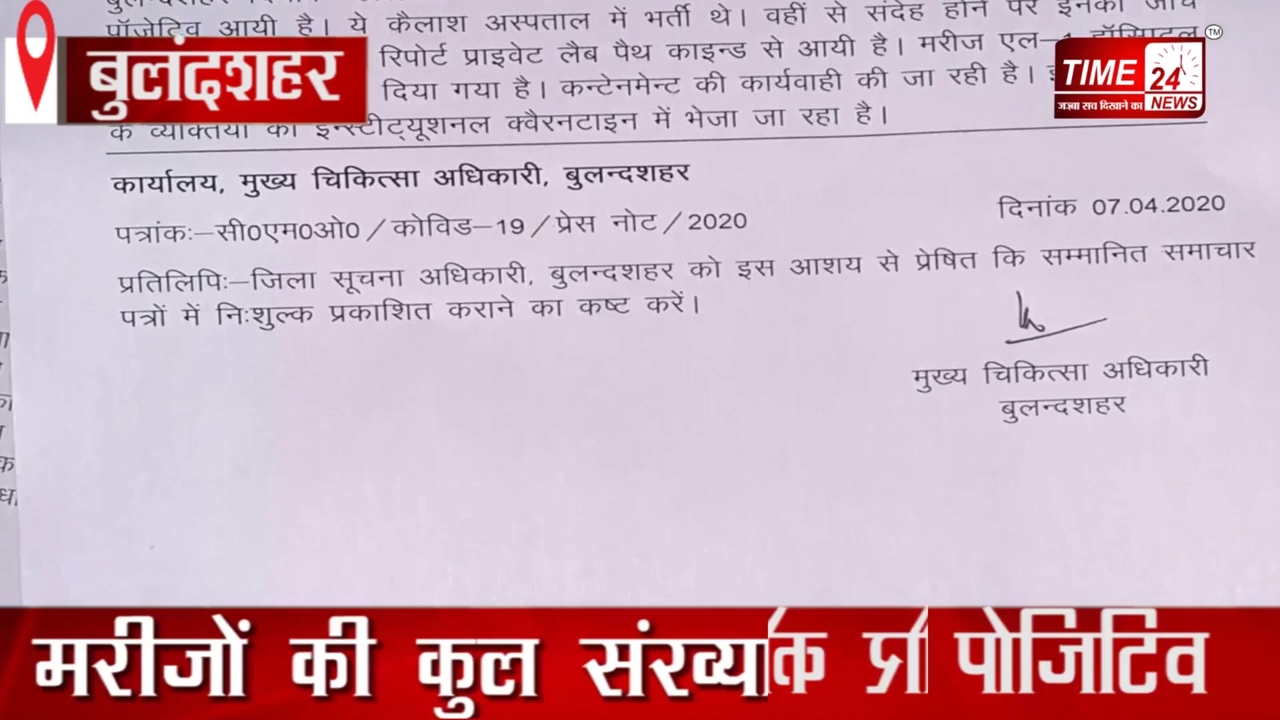 पॉजेटिव आयी है। ये कैलाश अस्पताल में भर्ती थे। वहीं से संदेह होने पर इनकी जांच
बुलंदशहर
रिपोर्ट प्राइवेट लैब पैथ काइन्ड से आयी है। मरीज एल-1 हॉस्पिटल
दिया गया है। कन्टेनमेन्ट की कार्यवाही की जा रही है।
के व्यक्तियों को इन्स्टीट्यूशनल क्वैरनटाइन में भेजा जा रहा है।
TIME 24 NEWS
TM
जज़्बा सच दिखाने का
कार्यालय, मुख्य चिकित्सा अधिकारी, बुलन्दशहर
पत्रांकः–सी0एम0ओ0/कोविड–19/प्रेस नोट/2020
दिनांक 07.04.2020
प्रतिलिपिः–जिला सूचना अधिकारी, बुलन्दशहर को इस आशय से प्रेषित कि सम्मानित समाचार
पत्रों में निःशुल्क प्रकाशित कराने का कष्ट करें।
मुख्य चिकित्सा अधिकारी
बुलन्दशहर
मरीजों की कुल संख्या पोजिटिव